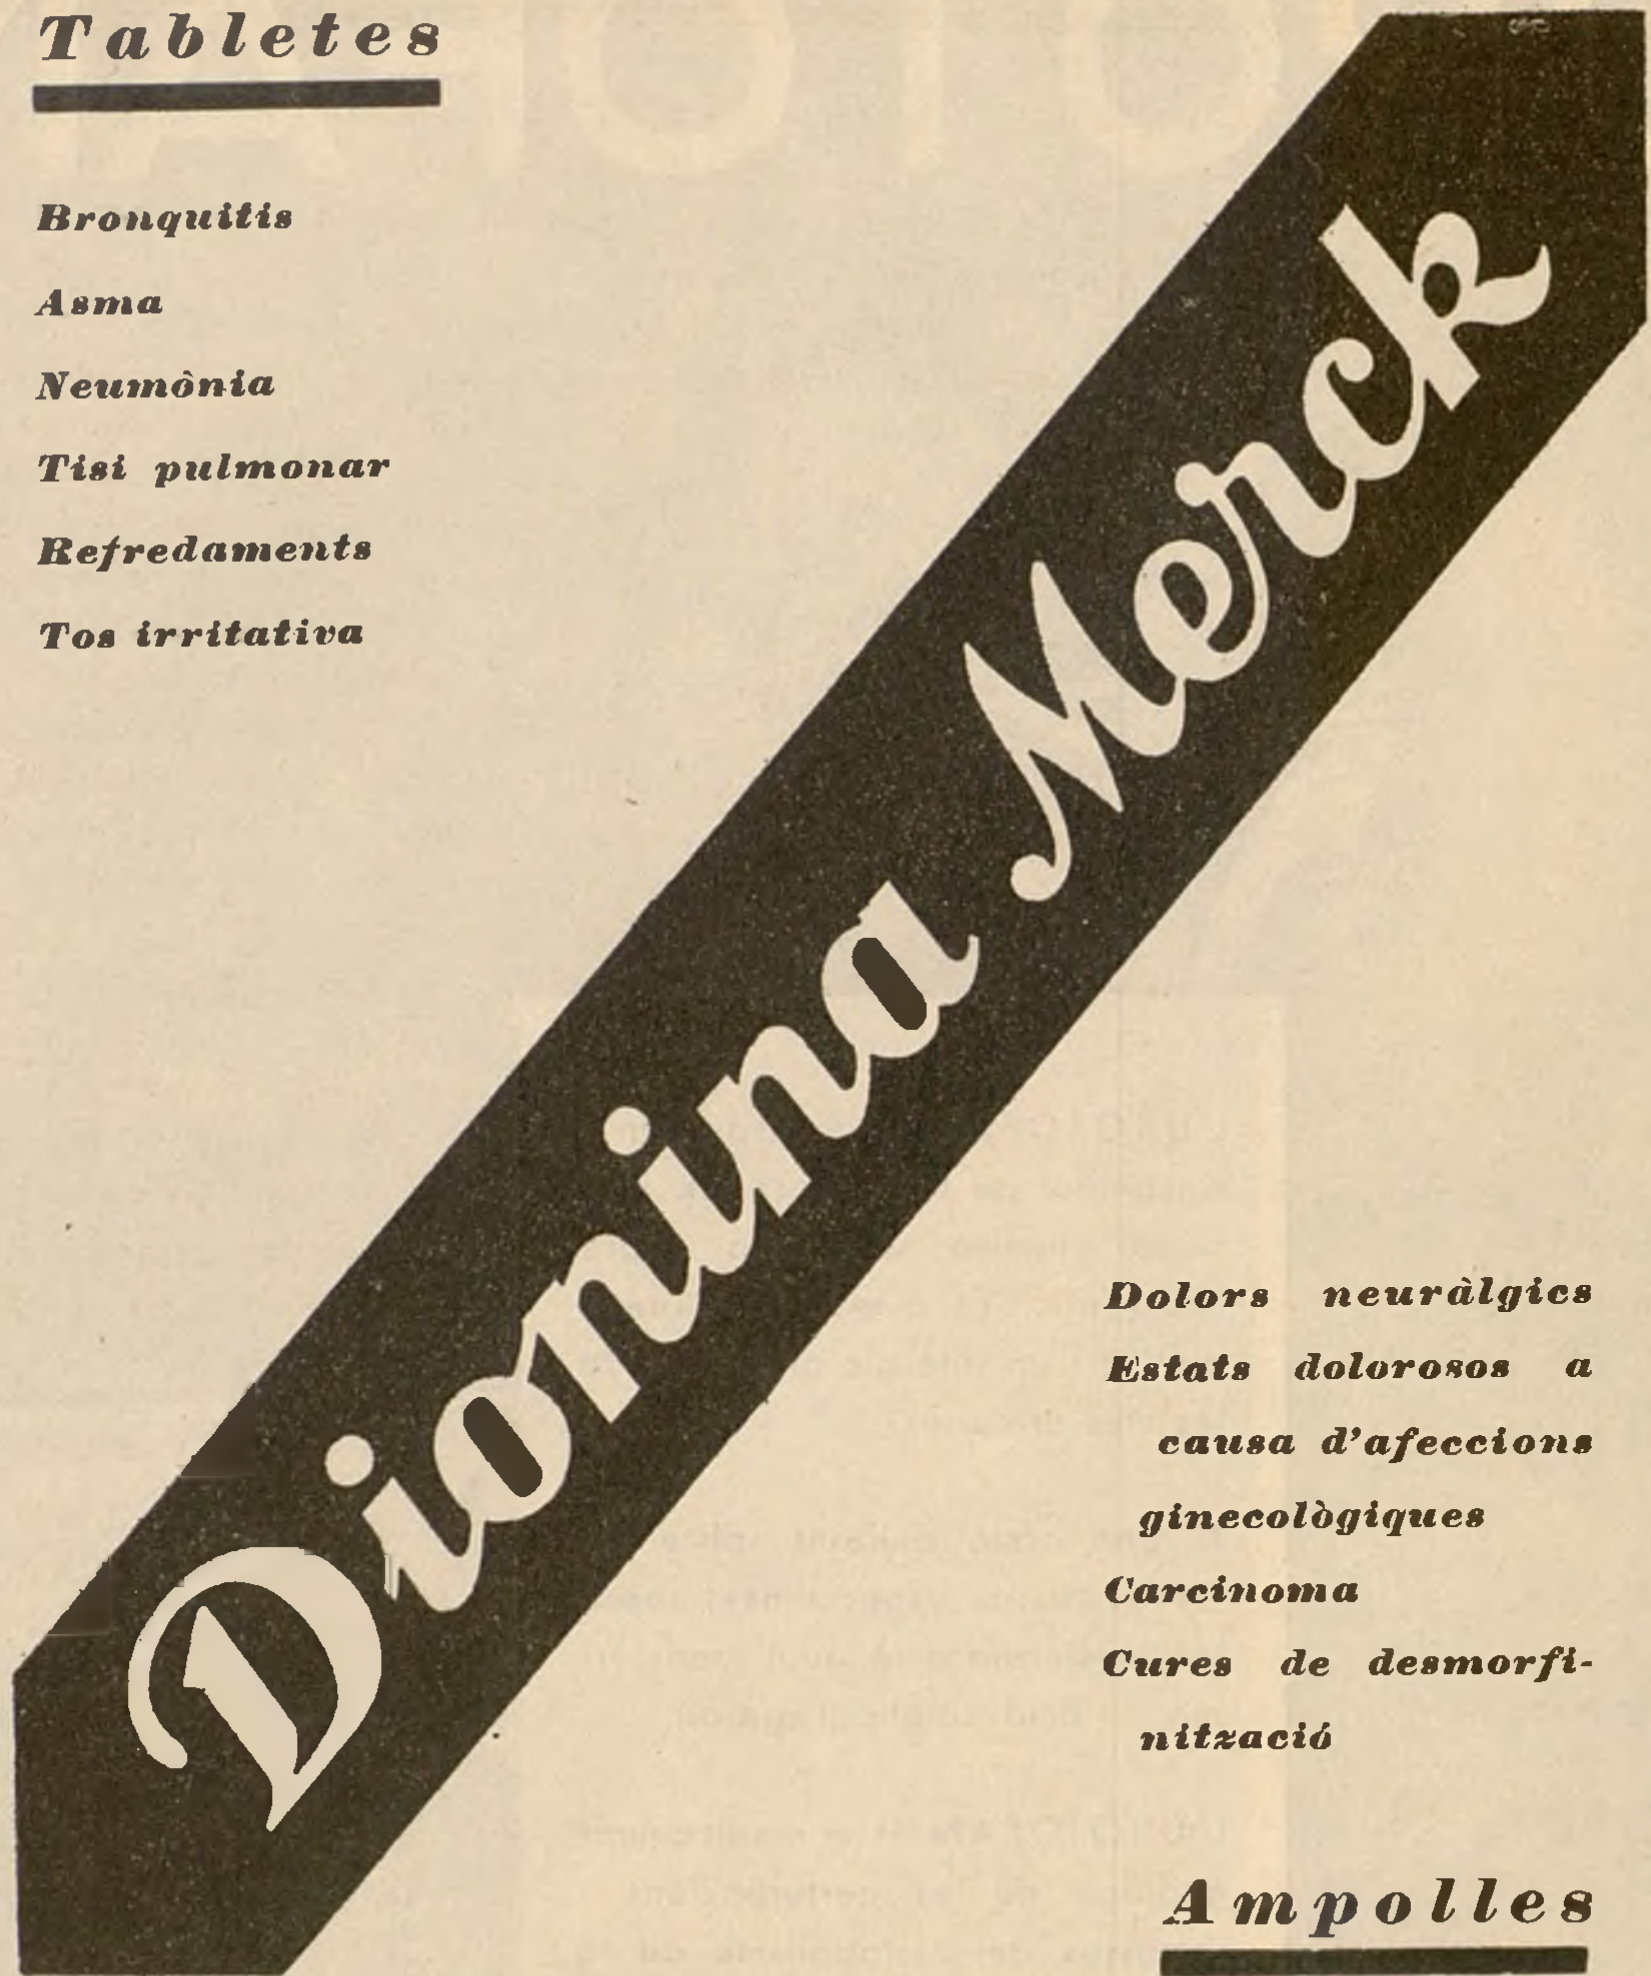 Tabletes
Bronquitis
Asma
Neumònia
Tisi pulmonar
Refredaments
Tos irritativa
Dionina Merck
Dolors neuràlgics
Estats dolorosos a
causa d'afeccions
ginecològiques
Carcinoma
Cures de desmorfi-
nització
Ampolles